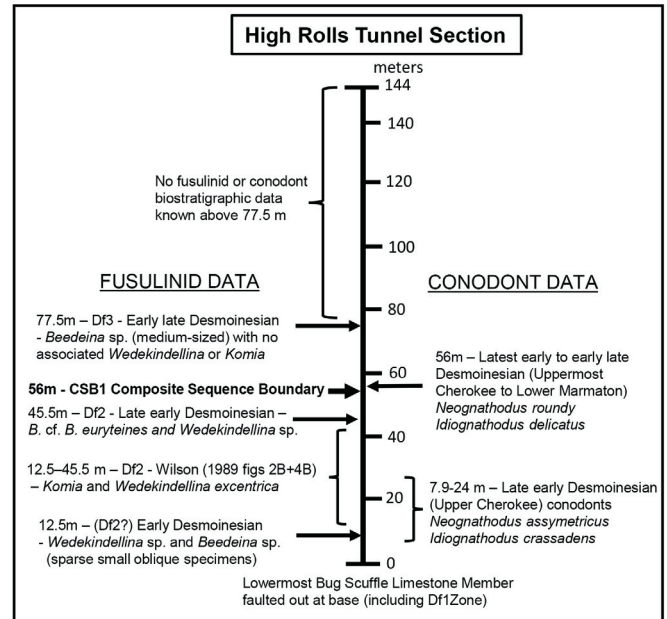 High Rolls Tunnel Section
meters
144
140
120
100
80
60
40
20
0
No fusulinid or conodont
biostratigraphic data
known above 77.5 m
FUSULINID DATA
77.5m – Df3 - Early late Desmoinesian
- Beedeina sp. (medium-sized) with no
associated Wedekindellina or Komia
56m - CSB1 Composite Sequence Boundary
45.5m – Df2 - Late early Desmoinesian –
B. cf. B. euryteines and Wedekindellina sp.
12.5–45.5 m – Df2 - Wilson (1989 figs 2B+4B)
– Komia and Wedekindellina excentrica
12.5m – (Df2?) Early Desmoinesian
- Wedekindellina sp. and Beedeina sp.
(sparse small oblique specimens)
CONODONT DATA
56m – Latest early to early late
Desmoinesian (Uppermost
Cherokee to Lower Marmaton)
Neognathodus roundy
Idiognathodus delicatus
7.9-24 m – Late early Desmoinesian
(Upper Cherokee) conodonts
Neognathodus assymetricus
Idiognathodus crassadens
Lowermost Bug Scuffle Limestone Member
faulted out at base (including Df1Zone)